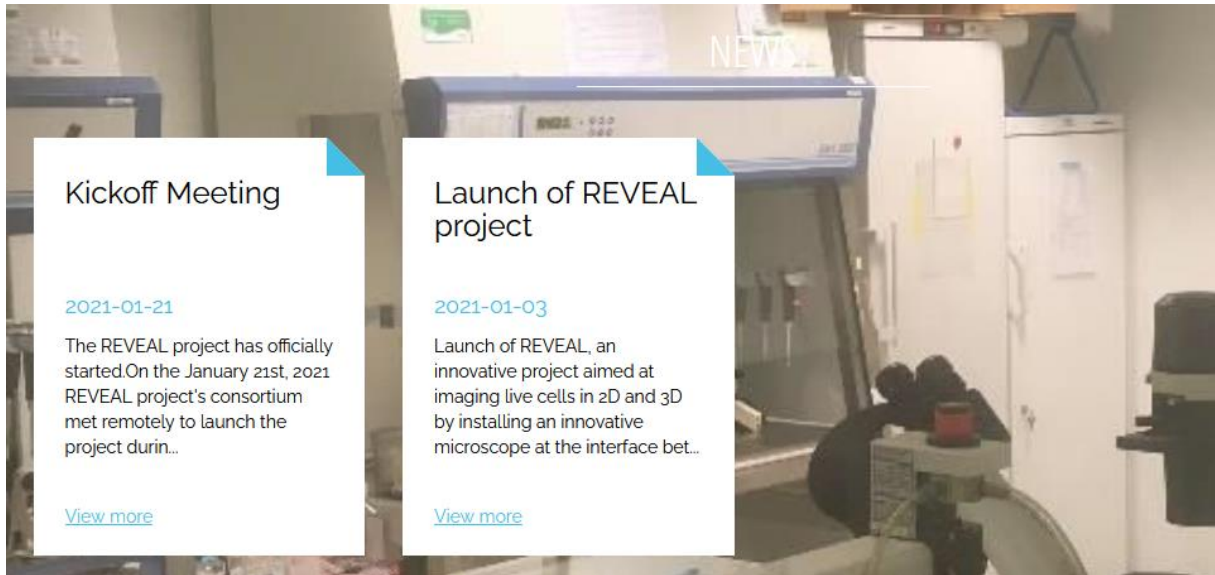 NEWS
Kickoff Meeting
2021-01-21
The REVEAL project has officially
started.On the January 21st, 2021
REVEAL project's consortium
met remotely to launch the
project durin...
View more
Launch of REVEAL
project
2021-01-03
Launch of REVEAL, an
innovative project aimed at
imaging live cells in 2D and 3D
by installing an innovative
microscope at the interface bet...
View more